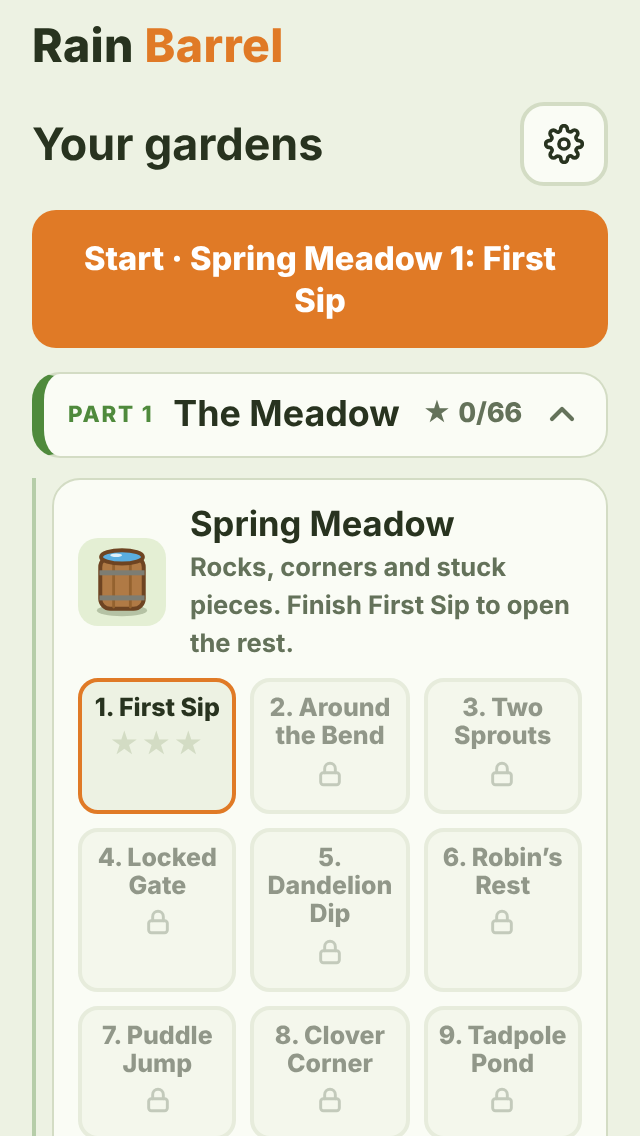 Rain Barrel
Your gardens
Start · Spring Meadow 1: First
Sip
PART 1 The Meadow ★ 0/66
Spring Meadow
Rocks, corners and stuck
pieces. Finish First Sip to open
the rest.
1. First Sip
★ ★ ★
2. Around
the Bend
3. Two
Sprouts
4. Locked
Gate
5.
Dandelion
Dip
6. Robin’s
Rest
7. Puddle
Jump
8. Clover
Corner
9. Tadpole
Pond